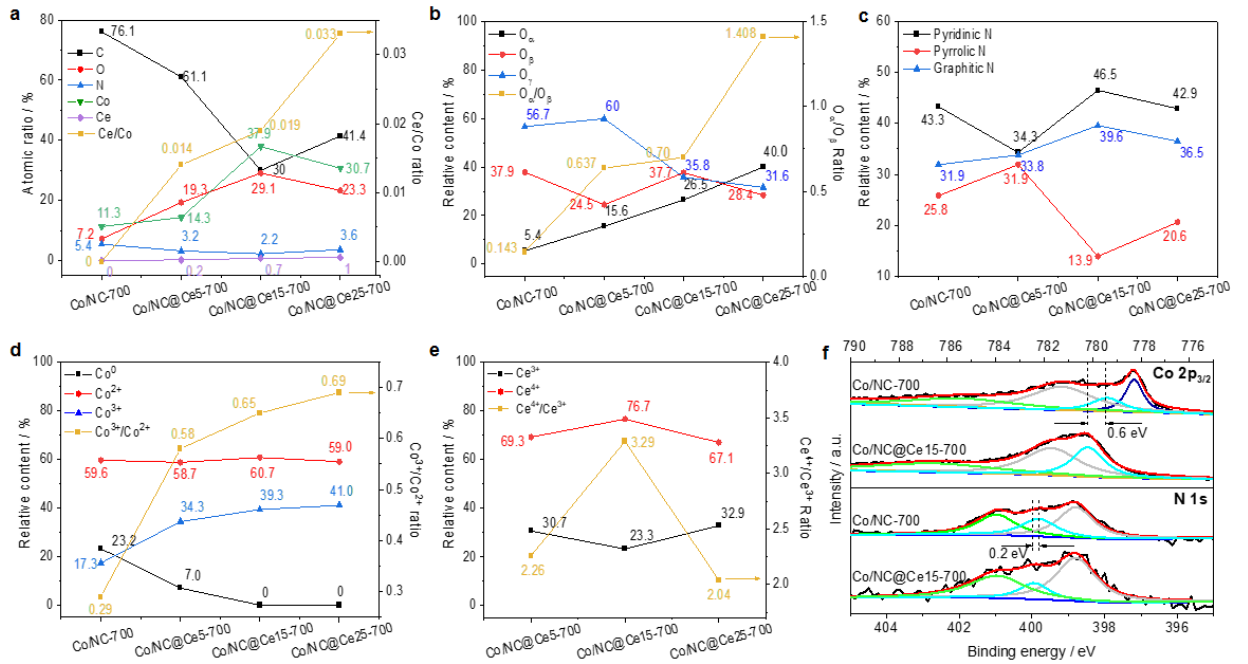 a
Atomic ratio / %
80
60
40
20
0
C
O
N
Co
Ce
Ce/Co
76.1
61.1
30
41.4
7.2
19.3
29.1
23.3
5.4
3.2
2.2
3.6
11.3
14.3
37.9
30.7
0
0.2
0.7
1
0
0.014
0.019
0.033
0.03
0.02
0.01
0.00
Ce/Co ratio
Co/NC-700
Co/NC@Ce5-700
Co/NC@Ce15-700
Co/NC@Ce25-700
b
Relative content / %
100
80
60
40
20
0
Oα
Oβ
Oγ
Oα/Oβ
5.4
15.6
26.5
40.0
37.9
24.5
37.7
28.4
56.7
60
35.8
31.6
0.143
0.637
0.70
1.408
1.5
1.0
0.5
0.0
Oα/Oβ Ratio
Co/NC-700
Co/NC@Ce5-700
Co/NC@Ce15-700
Co/NC@Ce25-700
c
Relative content / %
60
50
40
30
20
10
Pyridinic N
Pyrrolic N
Graphitic N
43.3
34.3
46.5
42.9
25.8
31.9
13.9
20.6
31.9
33.8
39.6
36.5
Co/NC-700
Co/NC@Ce5-700
Co/NC@Ce15-700
Co/NC@Ce25-700
d
Relative content / %
100
90
80
70
60
50
40
30
20
10
0
Co⁰
Co²⁺
Co³⁺
Co³⁺/Co²⁺
23.2
7.0
0
0
59.6
58.7
60.7
59.0
17.3
34.3
39.3
41.0
0.29
0.58
0.65
0.69
0.7
0.6
0.5
0.4
0.3
Co³⁺/Co²⁺ ratio
Co/NC-700
Co/NC@Ce5-700
Co/NC@Ce15-700
Co/NC@Ce25-700
e
Relative content / %
100
90
80
70
60
50
40
30
20
10
0
Ce³⁺
Ce⁴⁺
Ce⁴⁺/Ce³⁺
30.7
23.3
32.9
69.3
76.7
67.1
2.26
3.29
2.04
4.0
3.5
3.0
2.5
2.0
Ce⁴⁺/Ce³⁺ Ratio
Co/NC@Ce5-700
Co/NC@Ce15-700
Co/NC@Ce25-700
f
790 788 786 784 782 780 778 776
Co 2p3/2
Co/NC-700
0.6 eV
Co/NC@Ce15-700
N 1s
Co/NC-700
0.2 eV
Co/NC@Ce15-700
Intensity / a.u.
404 402 400 398 396
Binding energy / eV